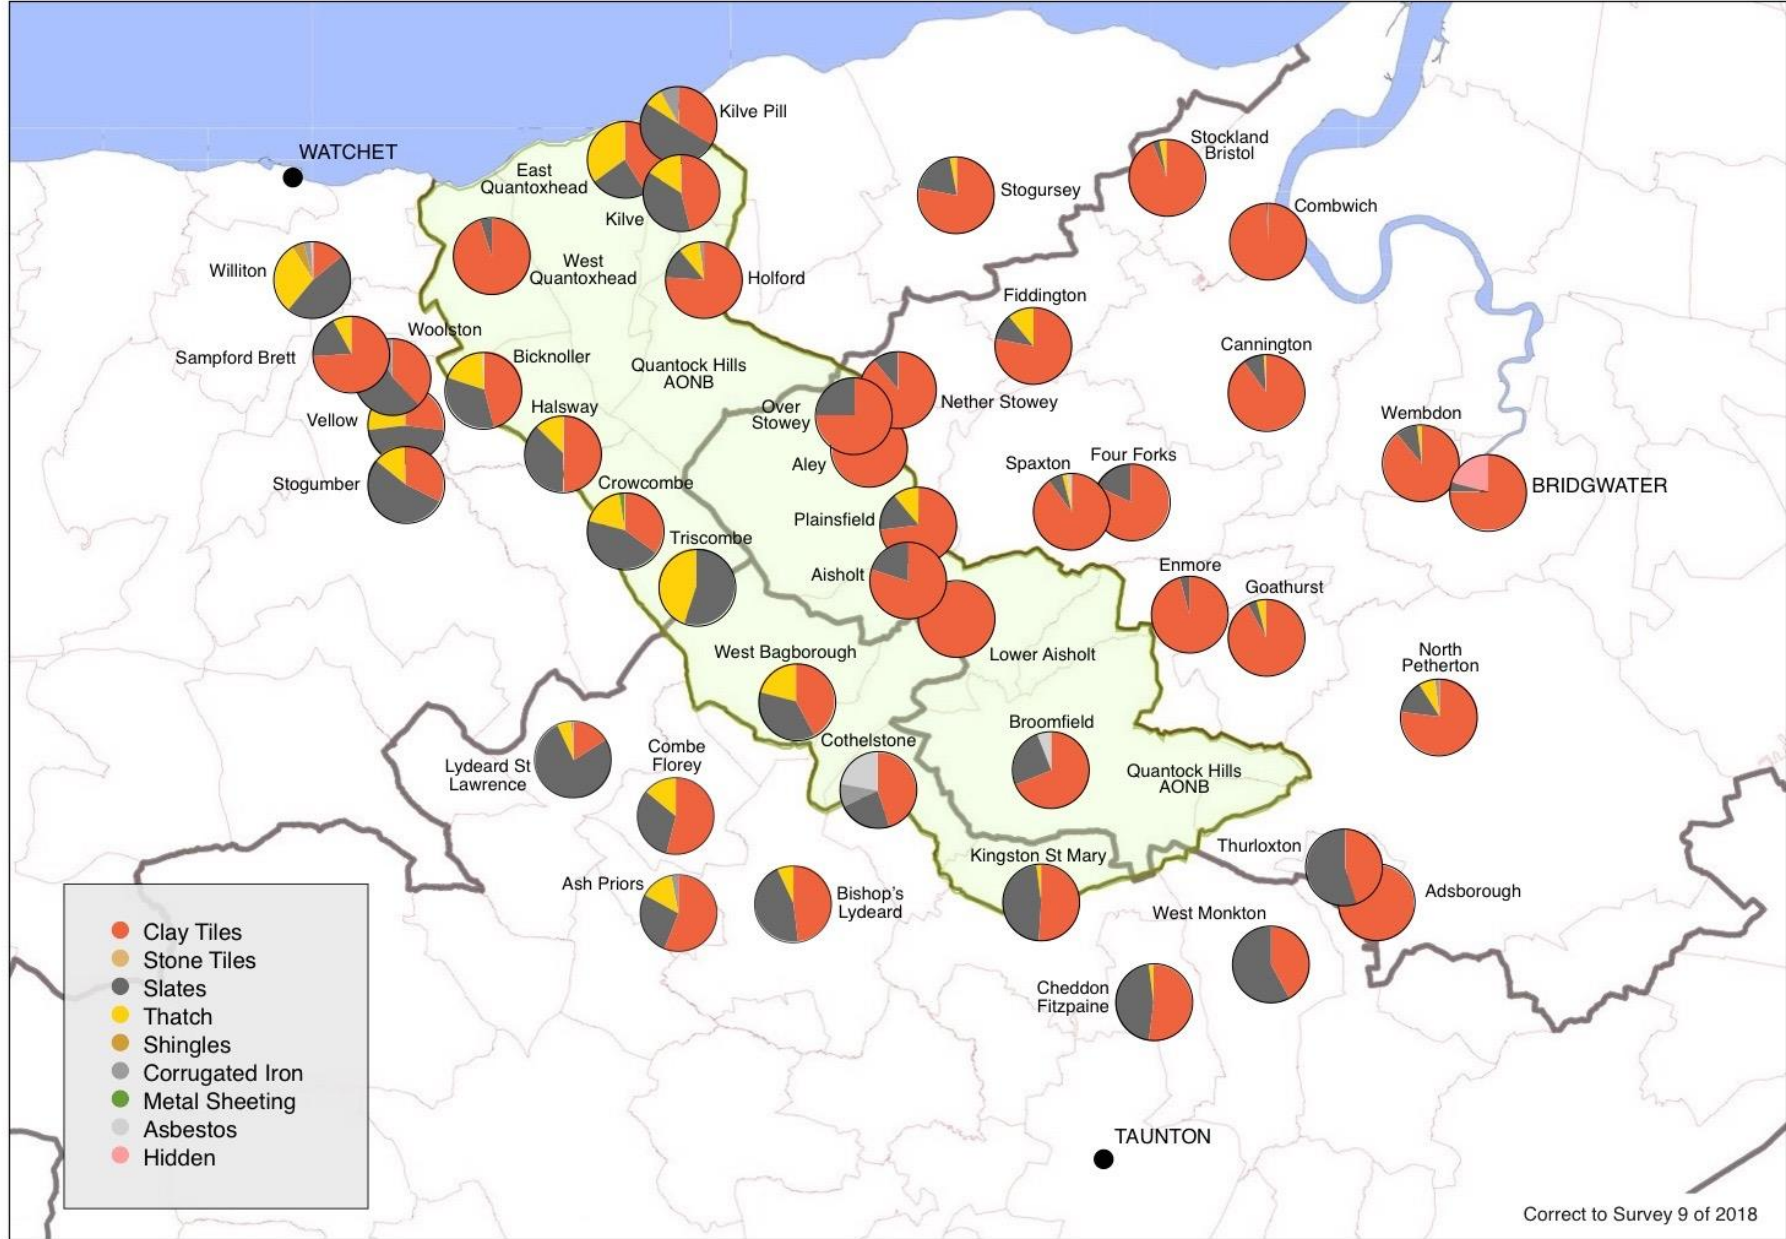 Kilve Pill
WATCHET
East
Quantoxhead
Kilve
Stogursey
Stockland
Bristol
Combwich
West
Quantoxhead
Holford
Williton
Fiddington
Woolston
Sampford Brett
Bicknoller
Quantock Hills
AONB
Cannington
Halsway
Over
Stowey
Nether Stowey
Wembdon
Vellow
Aley
Spaxton
Four Forks
Stogumber
Crowcombe
BRIDGWATER
Plainsfield
Triscombe
Aisholt
Enmore
Goathurst
West Bagborough
Lower Aisholt
North
Petherton
Cothelstone
Broomfield
Lydeard St
Lawrence
Combe
Florey
Quantock Hills
AONB
Kingston St Mary
Thurloxton
Ash Priors
Bishop's
Lydeard
Adsborough
West Monkton
Cheddon
Fitzpaine
Clay Tiles
Stone Tiles
Slates
Thatch
Shingles
Corrugated Iron
Metal Sheeting
Asbestos
Hidden
TAUNTON
Correct to Survey 9 of 2018